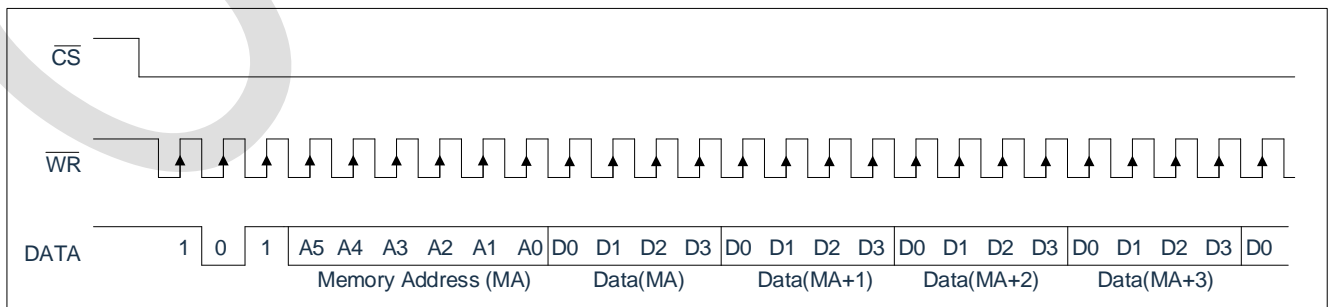 CS
WR
DATA 1 0 1 A5 A4 A3 A2 A1 A0 D0 D1 D2 D3 D0 D1 D2 D3 D0 D1 D2 D3 D0 D1 D2 D3 D0
Memory Address (MA) Data(MA) Data(MA+1) Data(MA+2) Data(MA+3)